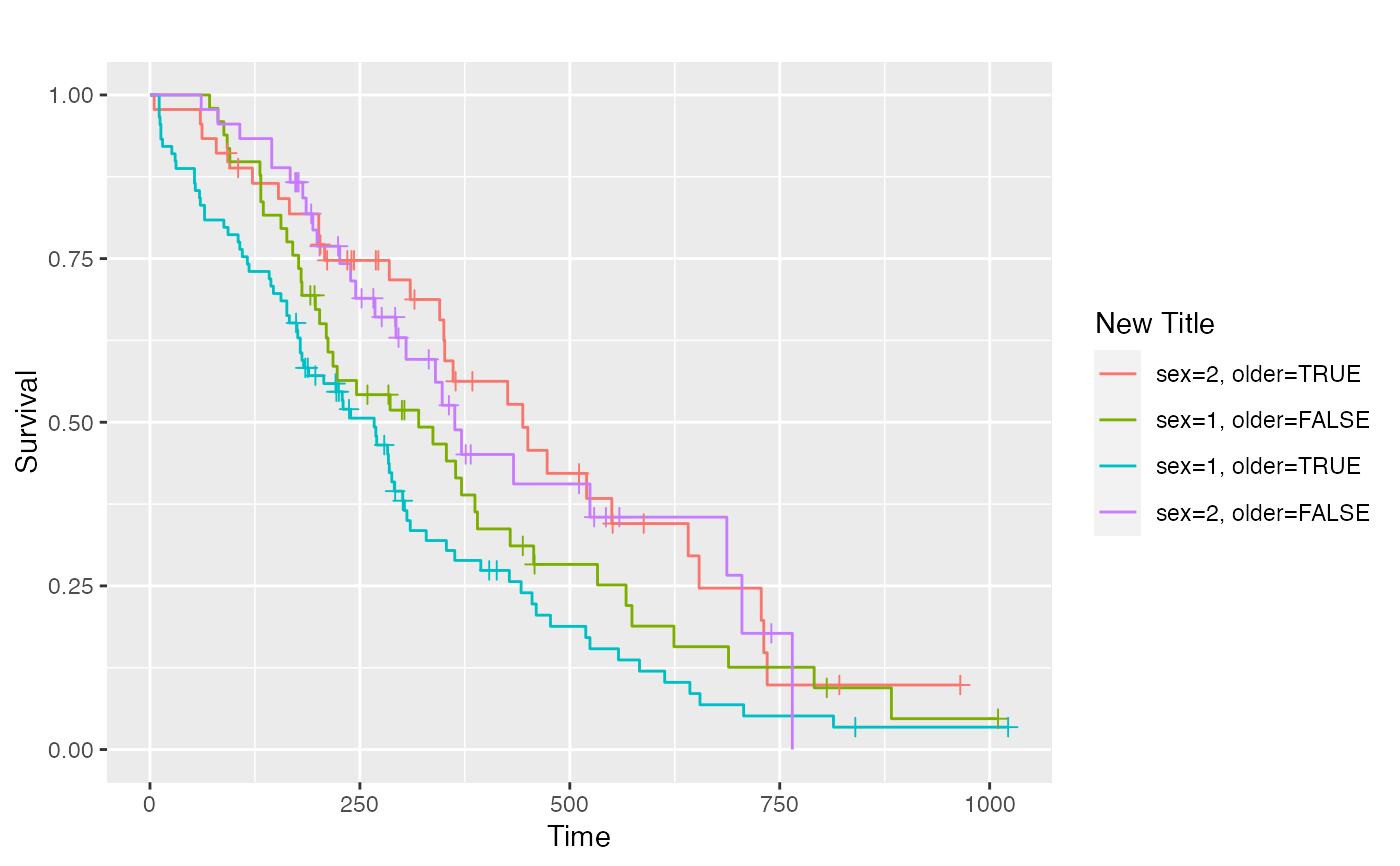 1.00
0.75
0.50
0.25
0.00
Survival
0
250
500
750
1000
Time
New Title
sex=2, older=TRUE
sex=1, older=FALSE
sex=1, older=TRUE
sex=2, older=FALSE